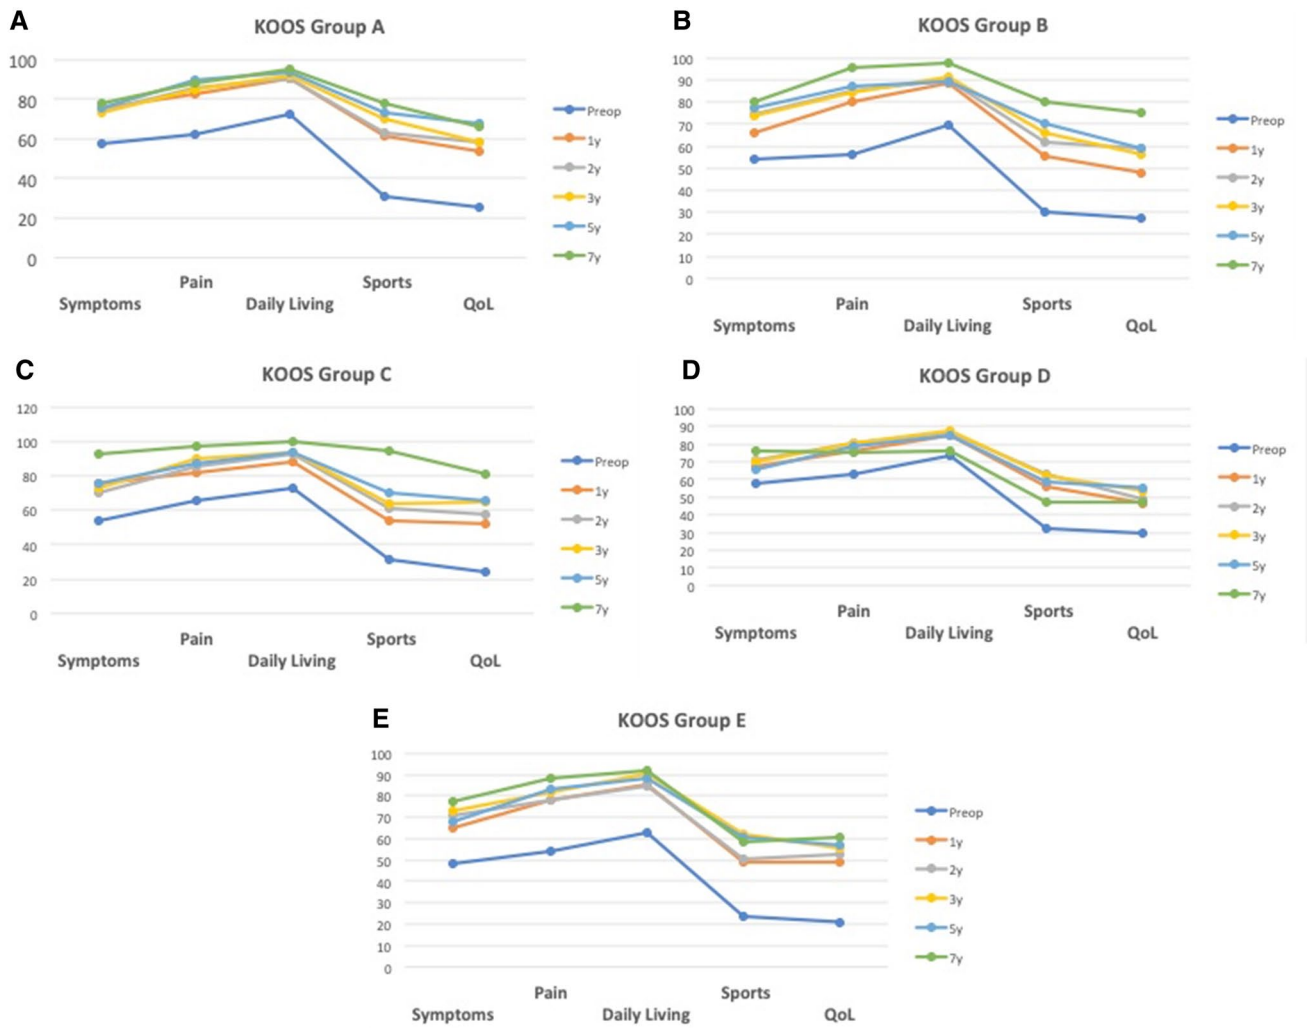 A
KOOS Group A
100
80
60
40
20
0
Symptoms
Pain
Daily Living
Sports
QoL
Preop
1y
2y
3y
5y
7y
B
KOOS Group B
100
90
80
70
60
50
40
30
20
10
0
Symptoms
Pain
Daily Living
Sports
QoL
Preop
1y
2y
3y
5y
7y
C
KOOS Group C
120
100
80
60
40
20
0
Symptoms
Pain
Daily Living
Sports
QoL
Preop
1y
2y
3y
5y
7y
D
KOOS Group D
100
90
80
70
60
50
40
30
20
10
0
Symptoms
Pain
Daily Living
Sports
QoL
Preop
1y
2y
3y
5y
7y
E
KOOS Group E
100
90
80
70
60
50
40
30
20
10
0
Symptoms
Pain
Daily Living
Sports
QoL
Preop
1y
2y
3y
5y
7y